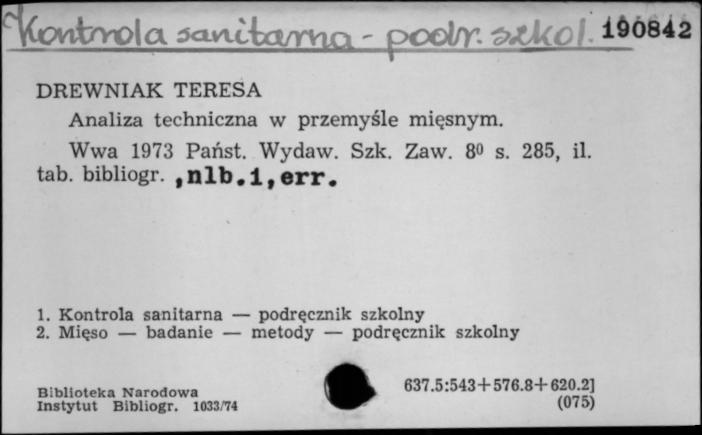 Kontrola sanitarna - podr. szkol. 190842
DREWNIAK TERESA
Analiza techniczna w przemyśle mięsnym.
Wwa 1973 Państ. Wydaw. Szk. Zaw. 8⁰ s. 285, il.
tab. bibliogr. ,nlb.1,err.
1. Kontrola sanitarna — podręcznik szkolny
2. Mięso — badanie — metody — podręcznik szkolny
Biblioteka Narodowa
Instytut Bibliogr. 1033/74
637.5:543+576.8+620.2]
(075)